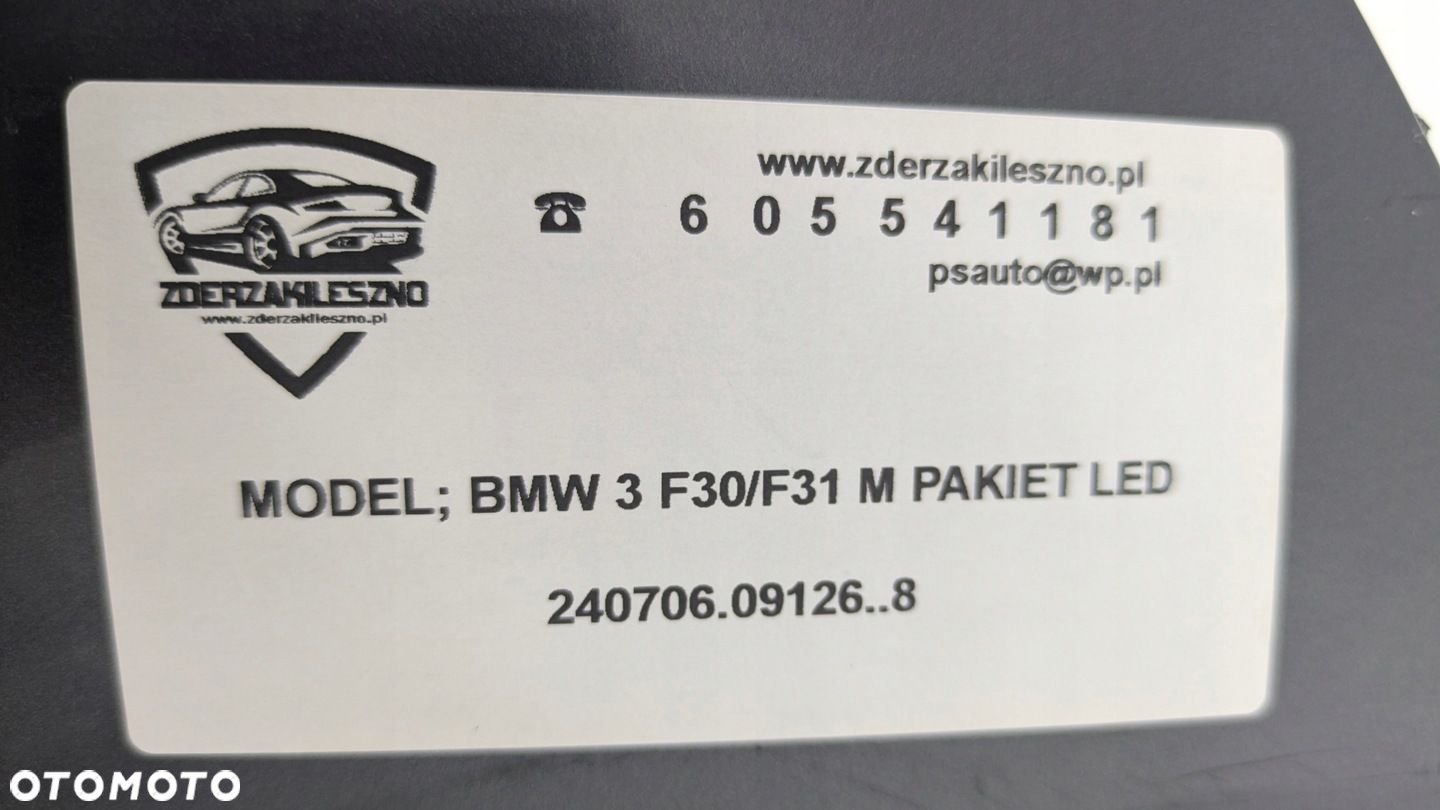 www.zderzakileszno.pl
☎ 6 0 5 5 4 1 1 8 1
psauto@wp.pl
ZDERZAKILESZNO
www.zderzakileszno.pl
MODEL; BMW 3 F30/F31 M PAKIET LED
240706.09126..8
OTOMOTO